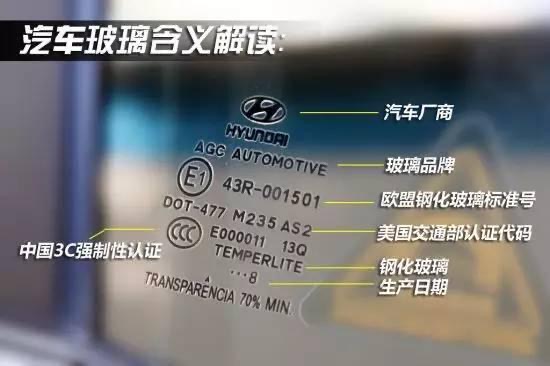 汽车玻璃含义解读:
HYUNDAI
汽车厂商
AGC AUTOMOTIVE
玻璃品牌
E1 43R-001501
欧盟钢化玻璃标准号
DOT-477 M235 AS2
美国交通部认证代码
CCC E000011 13Q
中国3C强制性认证
TEMPERLITE
钢化玻璃
...8
生产日期
TRANSPARÊNCIA 70% MIN.